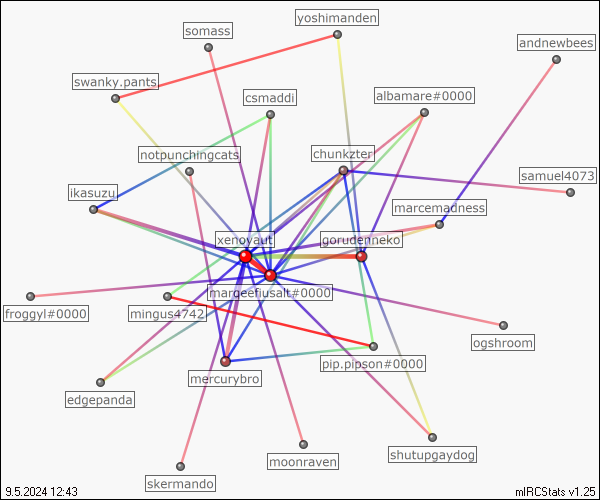 yoshimanden
somass
andnewbees
swanky.pants
csmaddi
albamare#0000
notpunchingcats
chunkzter
samuel4073
ikasuzu
marcemadness
xenoyaut
gorudenneko
margeefiusalt#0000
froggyl#0000
mingus4742
ogshroom
mercurybro
pip.pipson#0000
edgepanda
shutupgaydog
moonraven
skermando
9.5.2024 12:43
mIRCStats v1.25